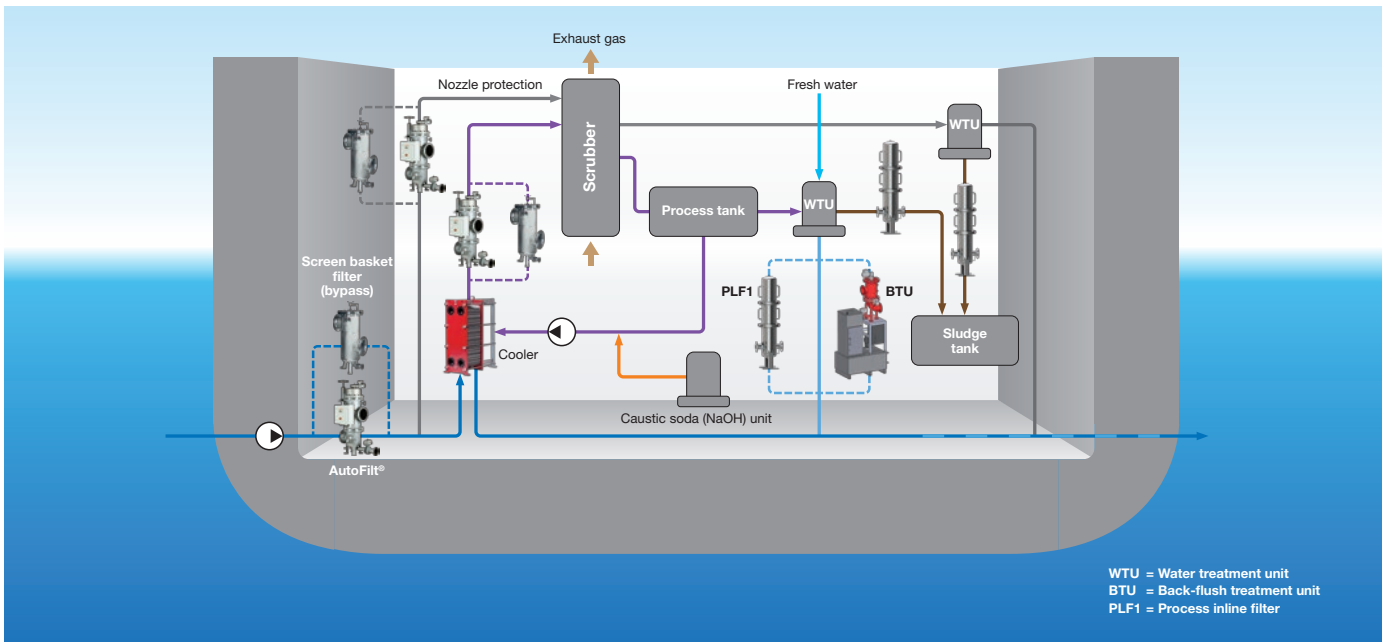 Exhaust gas
Nozzle protection
Fresh water
WTU
Scrubber
Process tank
WTU
Screen basket
filter
(bypass)
PLF1
BTU
Sludge
tank
Cooler
Caustic soda (NaOH) unit
AutoFilt®
WTU = Water treatment unit
BTU = Back-flush treatment unit
PLF1 = Process inline filter